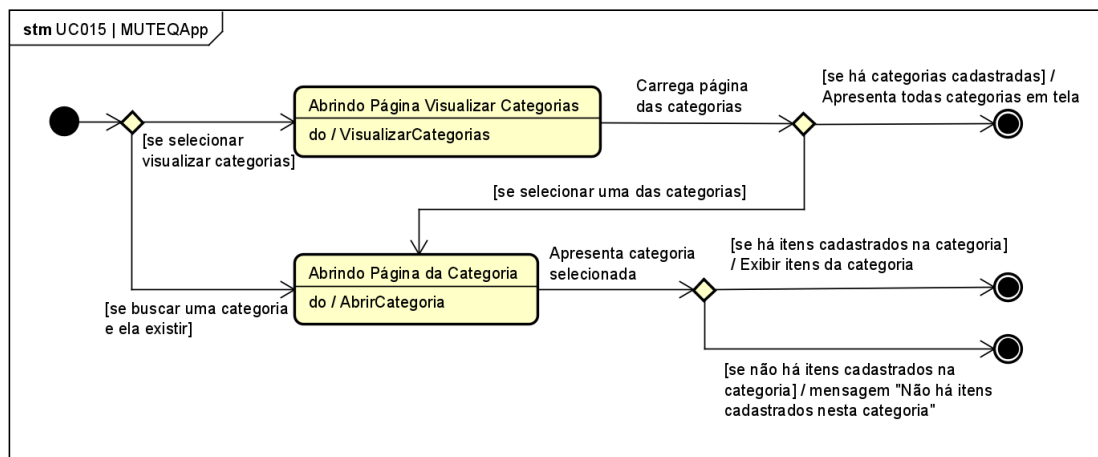 stm UC015 | MUTEQApp
[se selecionar
visualizar categorias]
Abrindo Página Visualizar Categorias
do / VisualizarCategorias
Carrega página
das categorias
[se há categorias cadastradas] /
Apresenta todas categorias em tela
[se selecionar uma das categorias]
[se buscar uma categoria
e ela existir]
Abrindo Página da Categoria
do / AbrirCategoria
Apresenta categoria
selecionada
[se há itens cadastrados na categoria]
/ Exibir itens da categoria
[se não há itens cadastrados na
categoria] / mensagem "Não há itens
cadastrados nesta categoria"